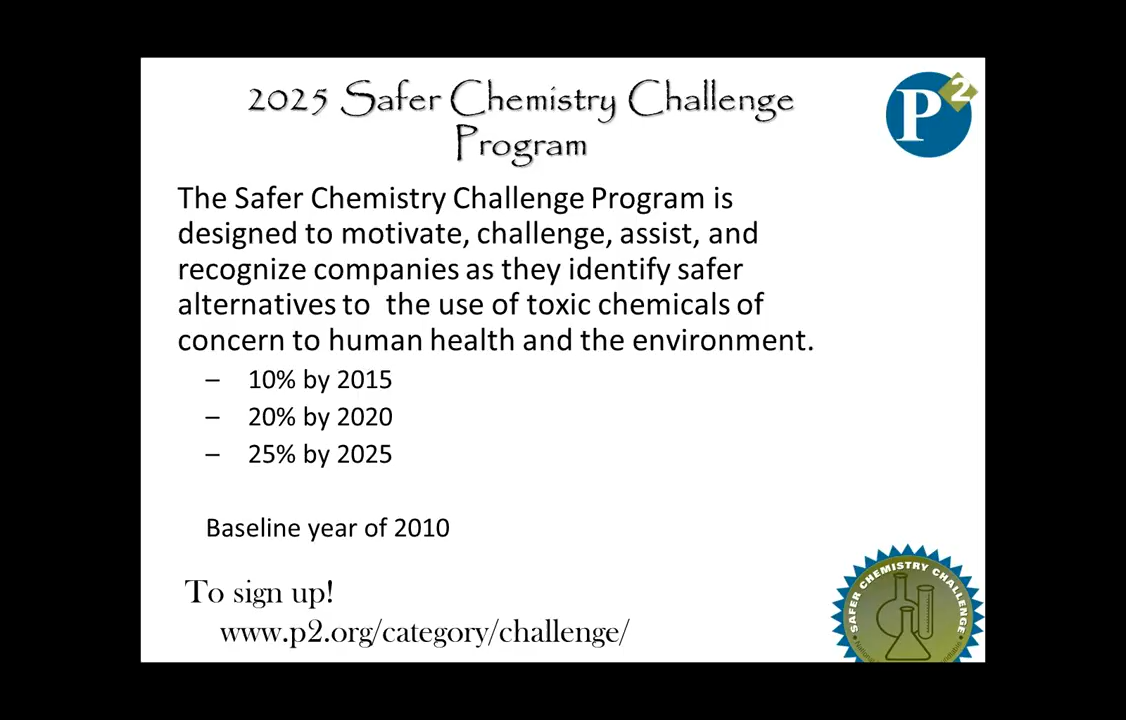 2025 Safer Chemistry Challenge
Program
P2
The Safer Chemistry Challenge Program is
designed to motivate, challenge, assist, and
recognize companies as they identify safer
alternatives to  the use of toxic chemicals of
concern to human health and the environment.
– 10% by 2015
– 20% by 2020
– 25% by 2025
Baseline year of 2010
To sign up!
www.p2.org/category/challenge/
SAFER CHEMISTRY CHALLENGE